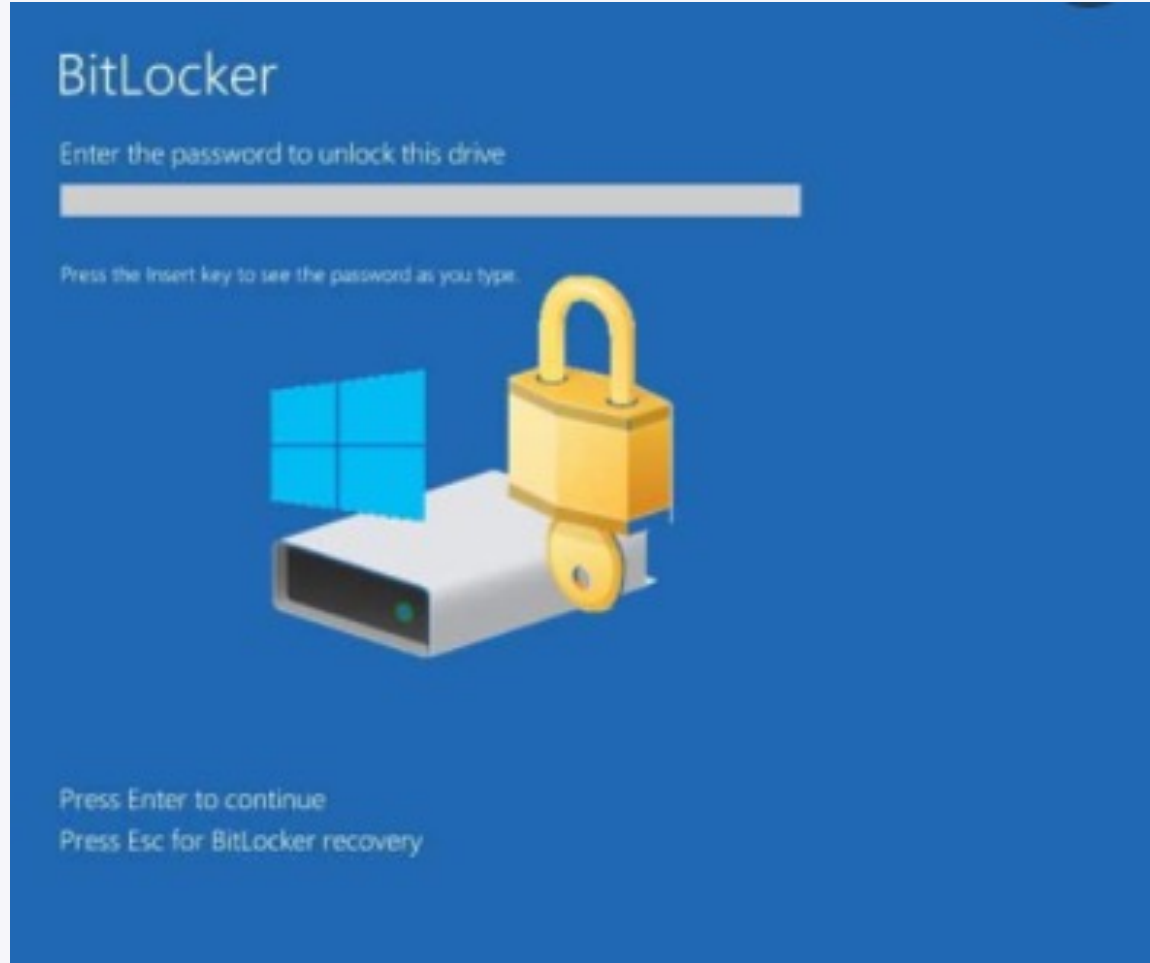 BitLocker
Enter the password to unlock this drive
Press the Insert key to see the password as you type.
Press Enter to continue
Press Esc for BitLocker recovery